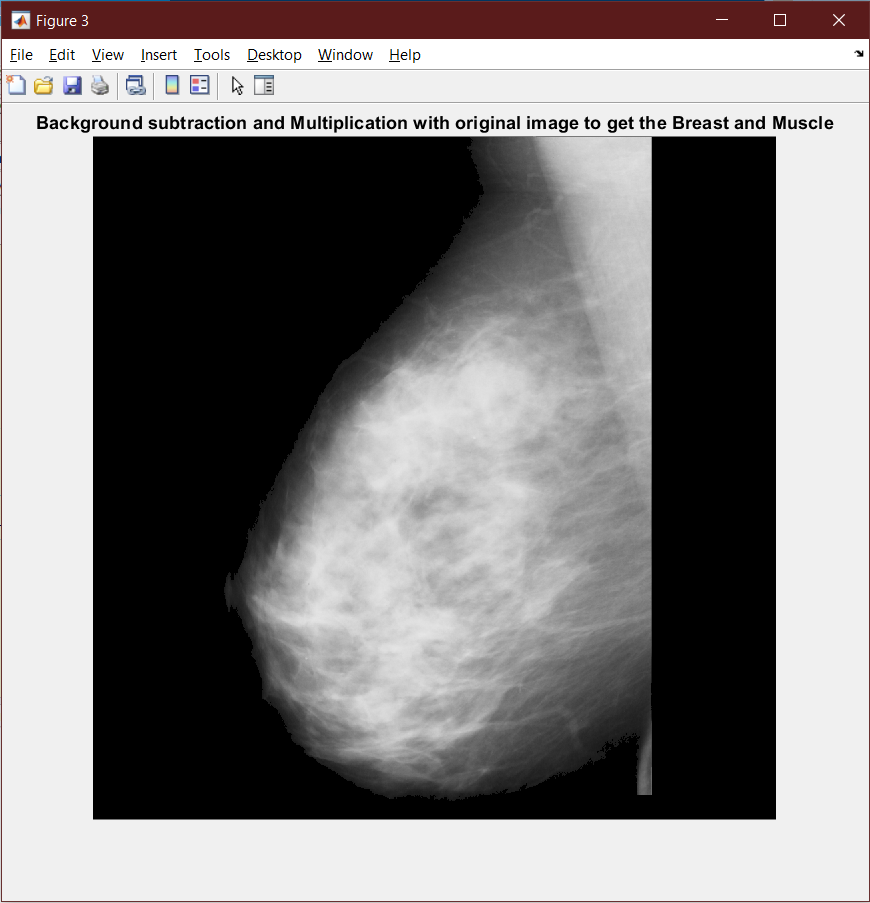 Figure 3
File Edit View Insert Tools Desktop Window Help
Background subtraction and Multiplication with original image to get the Breast and Muscle